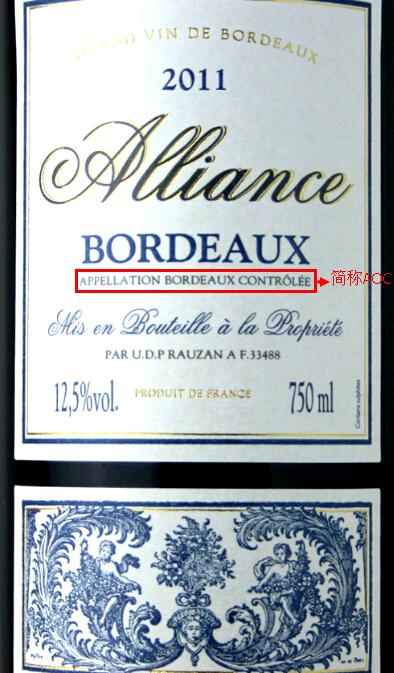 GRAND VIN DE BORDEAUX
2011
Alliance
BORDEAUX
APPELLATION BORDEAUX CONTRÔLÉE
简称AOC
Mis en Bouteille à la Propriété
PAR U.D.P RAUZAN A F.33488
12,5%vol.
PRODUIT DE FRANCE
750 ml
Contains sulphites